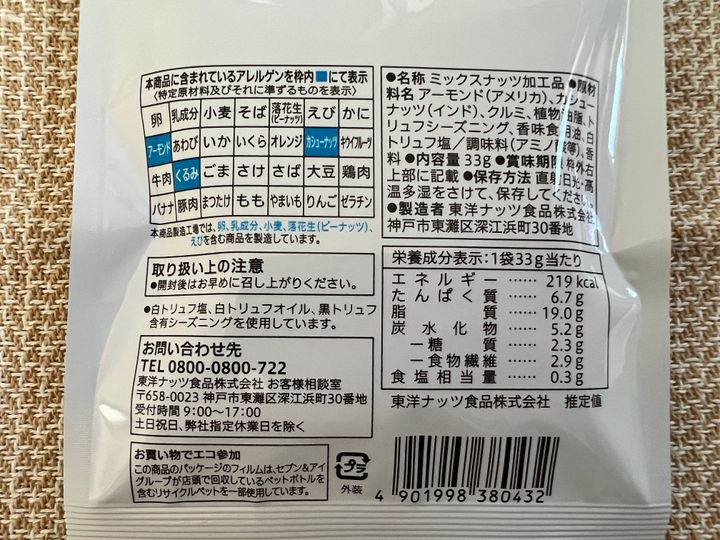 本商品に含まれているアレルゲンを枠内■にて表示
〈特定原材料及びそれに準ずるものを表示〉
卵 乳成分 小麦 そば 落花生(ピーナッツ) えび かに
アーモンド あわび いか いくら オレンジ カシューナッツ キウイフルーツ
牛肉 くるみ ごま さけ さば 大豆 鶏肉
バナナ 豚肉 まつたけ もも やまいも りんご ゼラチン
本商品製造工場では、卵、乳成分、小麦、落花生(ピーナッツ)、
えびを含む商品を製造しています。
取り扱い上の注意
●開封後はお早めに召し上がりください。
●白トリュフ塩、白トリュフオイル、黒トリュフ
含有シーズニングを使用しています。
お問い合わせ先
TEL 0800-0800-722
東洋ナッツ食品株式会社 お客様相談室
〒658-0023 神戸市東灘区深江浜町30番地
受付時間 9:00〜17:00
土日祝日、弊社指定休業日を除く
お買い物でエコ参加
この商品のパッケージのフィルムは、セブン&アイ
グループが店頭で回収しているペットボトルを
含むリサイクルペットを一部使用しています。
プラ
外装
●名称 ミックスナッツ加工品 ●原材
料名 アーモンド(アメリカ)、カシュー
ナッツ(インド)、クルミ、植物油脂、ト
リュフシーズニング、香味食用油、白
トリュフ塩/調味料(アミノ酸等)、香
料 ●内容量 33g ●賞味期限 枠外右
上部に記載 ●保存方法 直射日光・高
温多湿をさけて、保存してください。
●製造者 東洋ナッツ食品株式会社
神戸市東灘区深江浜町30番地
栄養成分表示:1袋33g当たり
エネルギー …… 219kcal
たんぱく質 …… 6.7g
脂質 …… 19.0g
炭水化物 …… 5.2g
－糖質 …… 2.3g
－食物繊維 …… 2.9g
食塩相当量 …… 0.3g
東洋ナッツ食品株式会社 推定値
4 901998 380432